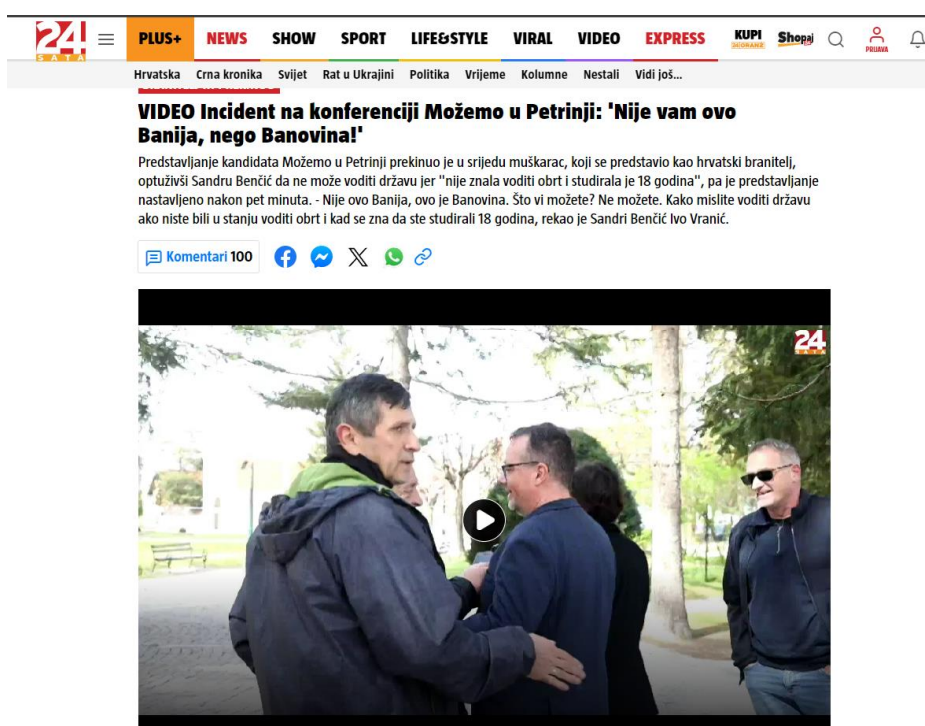 24
SATA
PLUS+ NEWS SHOW SPORT LIFE&STYLE VIRAL VIDEO EXPRESS KUPI Shopaj PRIJAVA
Hrvatska Crna kronika Svijet Rat u Ukrajini Politika Vrijeme Kolumne Nestali Vidi još...
VIDEO Incident na konferenciji Možemo u Petrinji: 'Nije vam ovo
Banija, nego Banovina!'
Predstavljanje kandidata Možemo u Petrinji prekinuo je u srijedu muškarac, koji se predstavio kao hrvatski branitelj,
optuživši Sandru Benčić da ne može voditi državu jer "nije znala voditi obrt i studirala je 18 godina", pa je predstavljanje
nastavljeno nakon pet minuta. - Nije ovo Banija, ovo je Banovina. Što vi možete? Ne možete. Kako mislite voditi državu
ako niste bili u stanju voditi obrt i kad se zna da ste studirali 18 godina, rekao je Sandri Benčić Ivo Vranić.
Komentari 100
24
SATA